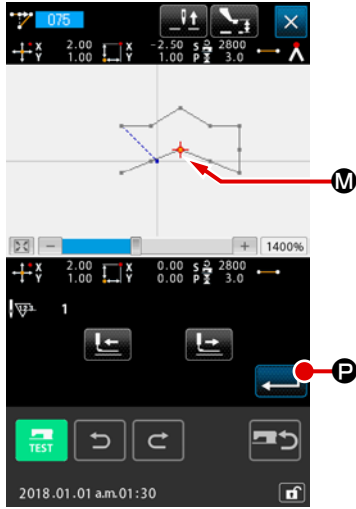 075
X 2.00 X -2.50 S 2800
Y 1.00 Y 1.00 P 3.0
M
1400%
X 2.00 X 0.00 S 2800
Y 1.00 Y 0.00 P 3.0
123 1
P
TEST
2018.01.01 a.m.01:30